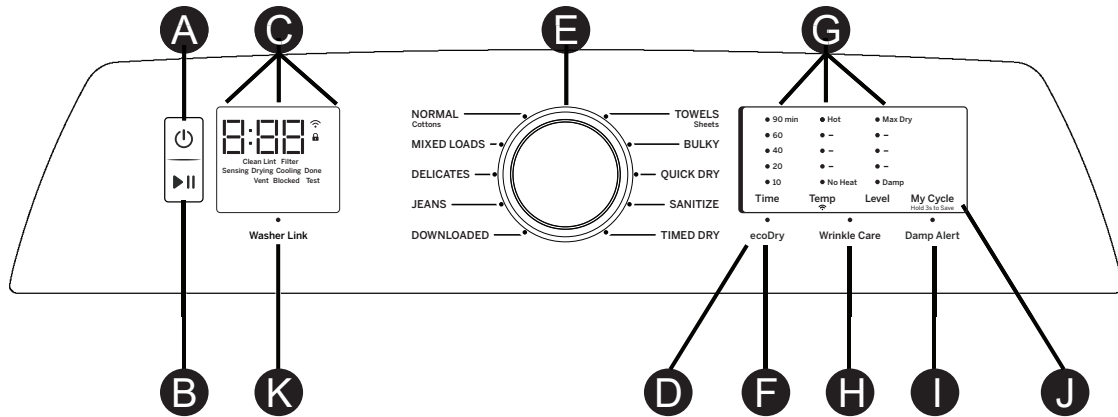 A
C
E
G
8:88
NORMAL
Cottons
MIXED LOADS
DELICATES
JEANS
DOWNLOADED
TOWELS
Sheets
BULKY
QUICK DRY
SANITIZE
TIMED DRY
Clean Lint Filter
Sensing Drying Cooling Done
Vent Blocked Test
Washer Link
90 min Hot Max Dry
60 – –
40 – –
20 – –
10 No Heat Damp
Time Temp Level My Cycle
Hold 3s to Save
ecoDry Wrinkle Care Damp Alert
B
K
D
F
H
I
J